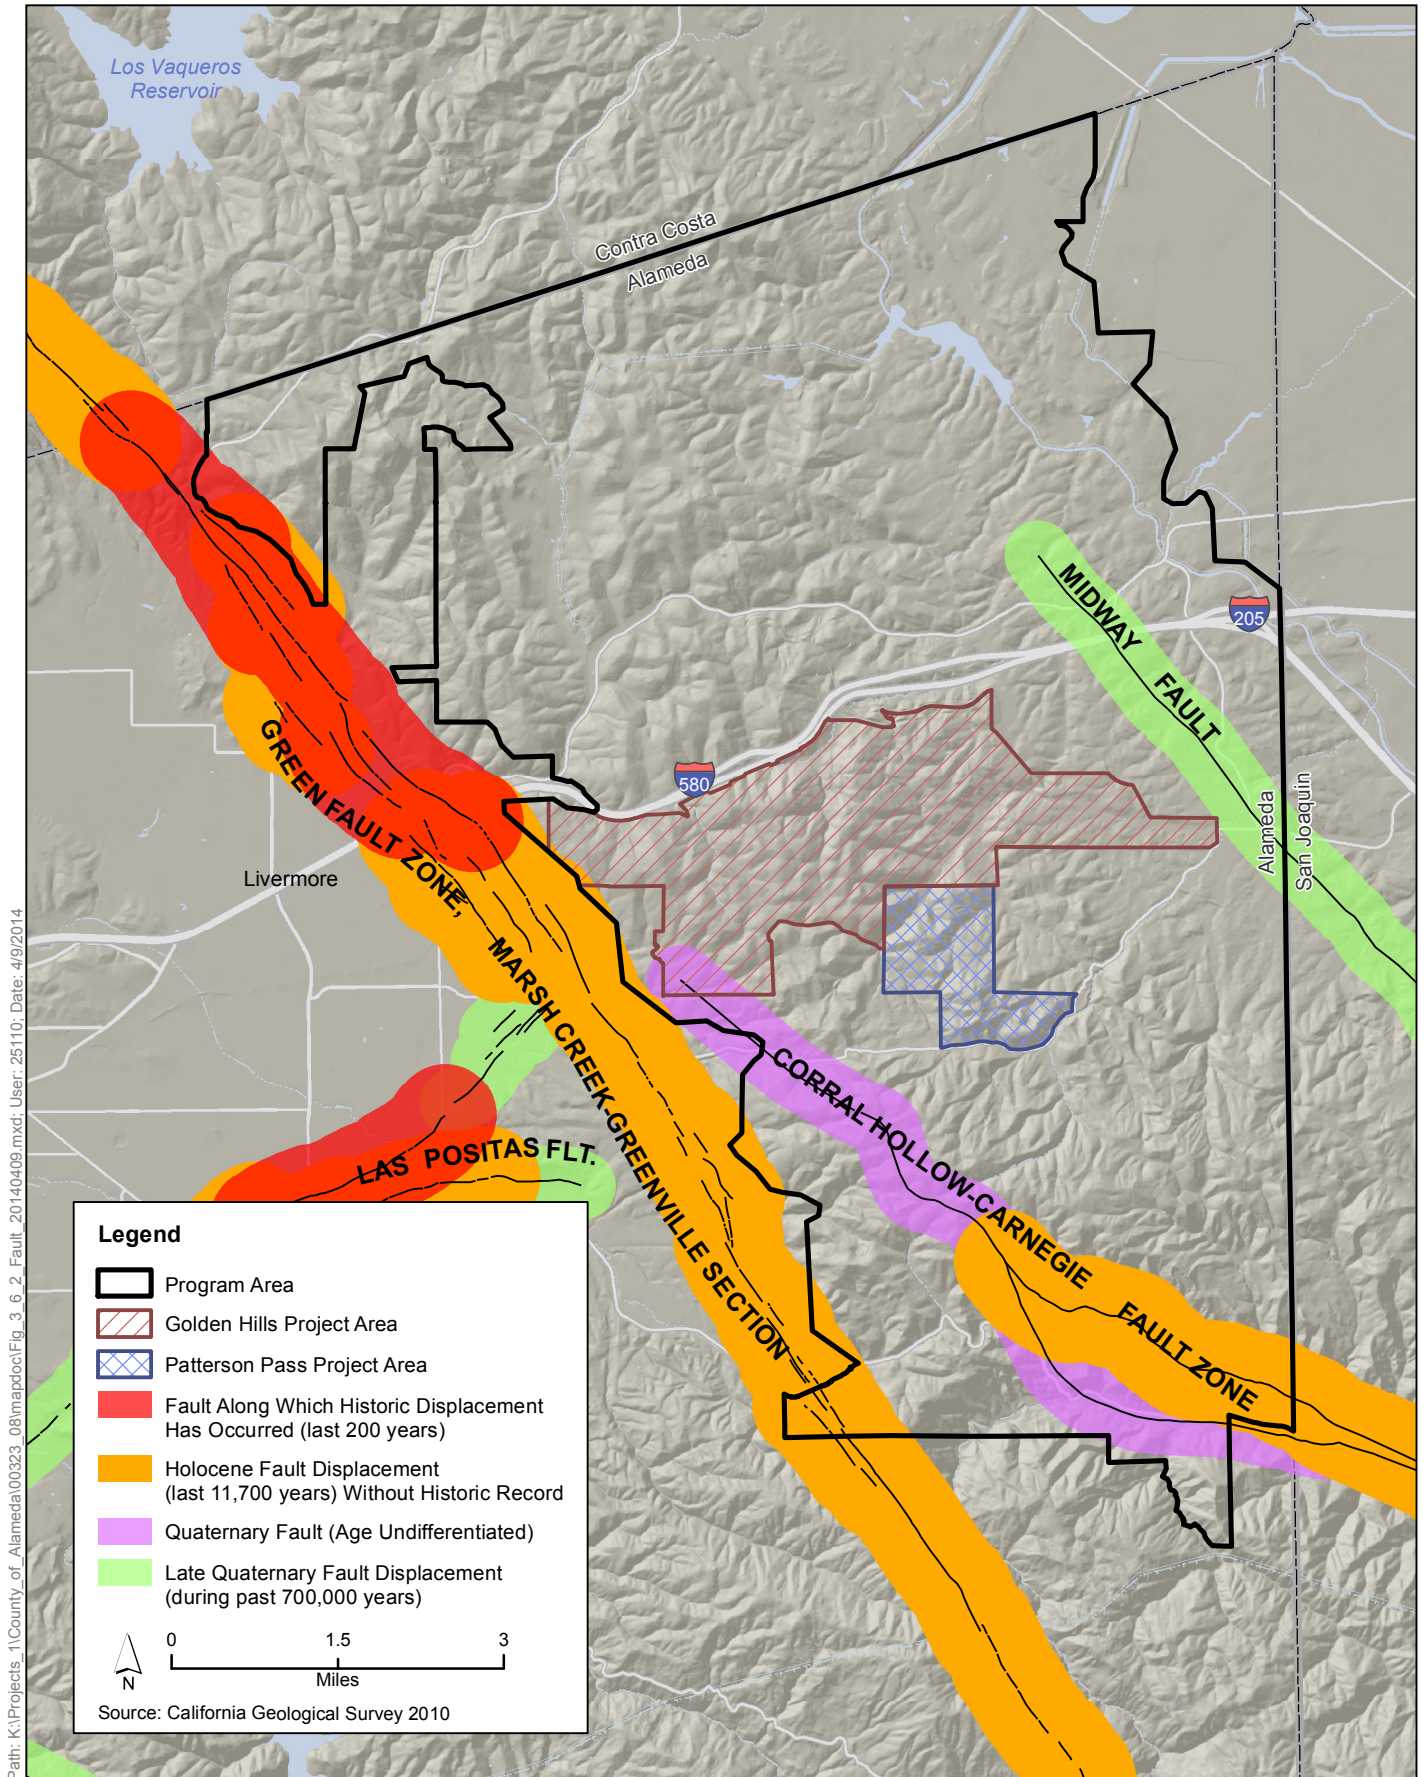 Los Vaqueros
Reservoir
Contra Costa
Alameda
MIDWAY FAULT
205
580
GREEN FAULT ZONE,
MARSH CREEK-GREENVILLE SECTION
Livermore
Alameda
San Joaquin
CORRAL HOLLOW-CARNEGIE
FAULT ZONE
LAS POSITAS FLT.
Legend
Program Area
Golden Hills Project Area
Patterson Pass Project Area
Fault Along Which Historic Displacement
Has Occurred (last 200 years)
Holocene Fault Displacement
(last 11,700 years) Without Historic Record
Quaternary Fault (Age Undifferentiated)
Late Quaternary Fault Displacement
(during past 700,000 years)
N
0 1.5 3
Miles
Source: California Geological Survey 2010
Path: K:\Projects_1\County_of_Alameda\00323_08\mapdoc\Fig_3_6_2_Fault_20140409.mxd; User: 25110; Date: 4/9/2014